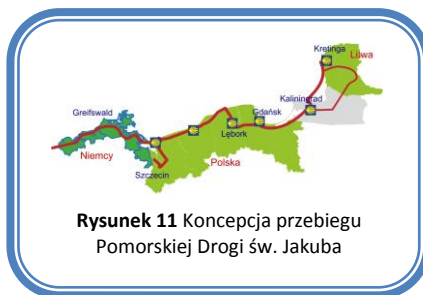 Kretinga
Litwa
Kaliningrad
Greifswald
Gdańsk
Lębork
Niemcy
Polska
Szczecin
Rysunek 11 Koncepcja przebiegu
Pomorskiej Drogi św. Jakuba